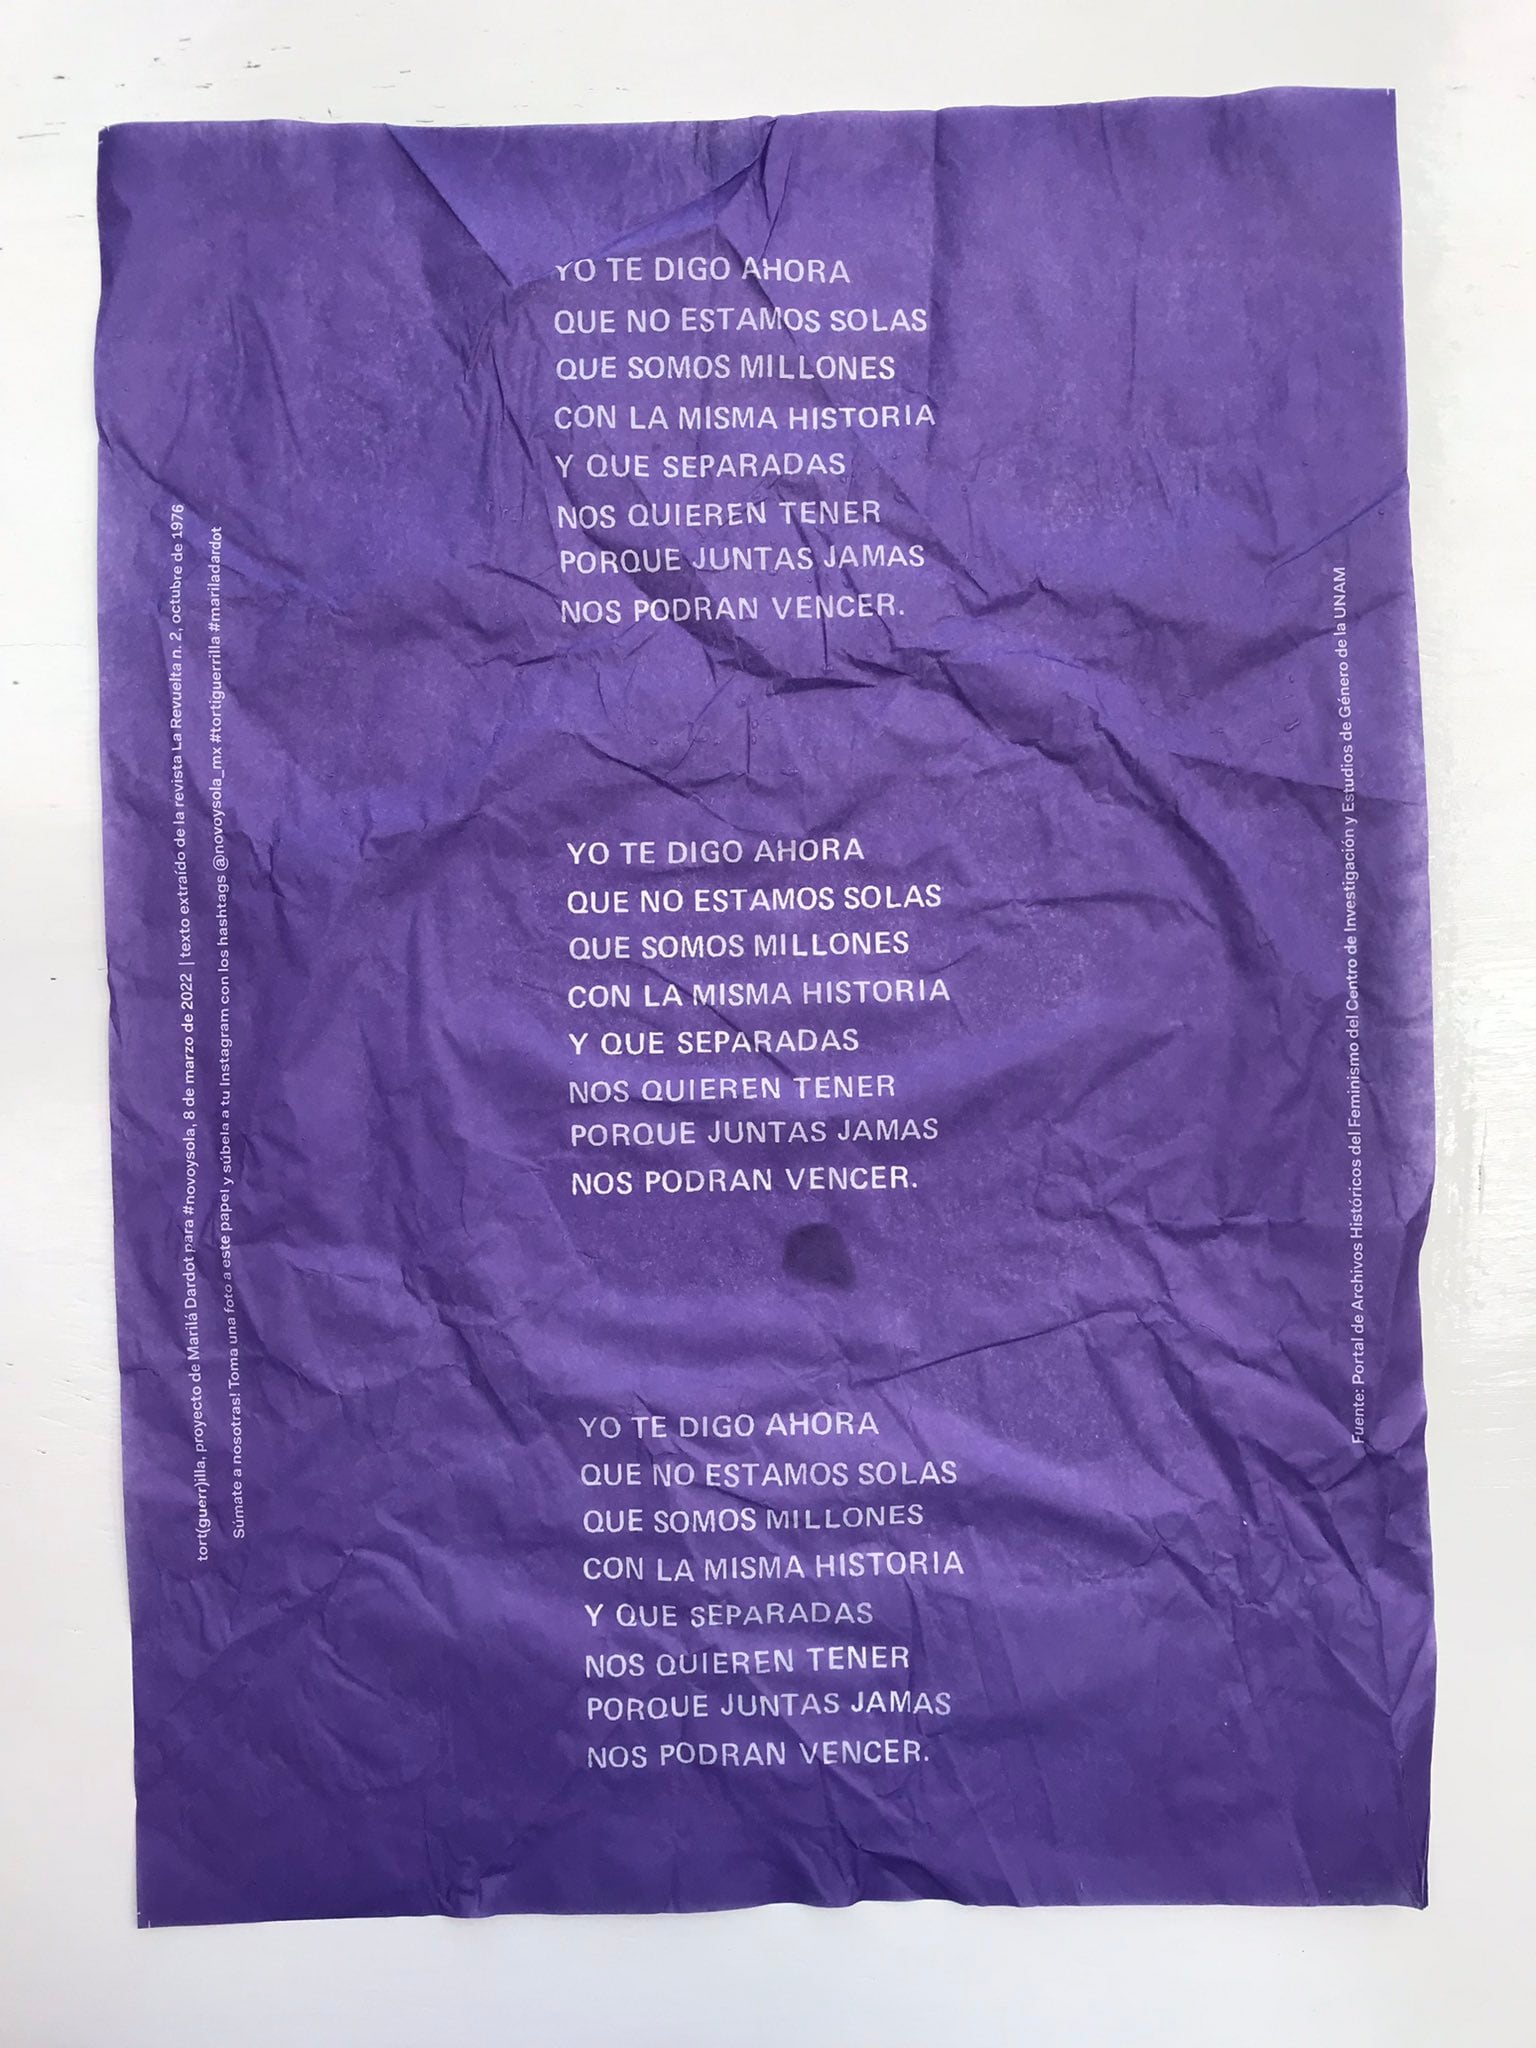 YO TE DIGO AHORA
QUE NO ESTAMOS SOLAS
QUE SOMOS MILLONES
CON LA MISMA HISTORIA
Y QUE SEPARADAS
NOS QUIEREN TENER
PORQUE JUNTAS JAMAS
NOS PODRAN VENCER.
YO TE DIGO AHORA
QUE NO ESTAMOS SOLAS
QUE SOMOS MILLONES
CON LA MISMA HISTORIA
Y QUE SEPARADAS
NOS QUIEREN TENER
PORQUE JUNTAS JAMAS
NOS PODRAN VENCER.
YO TE DIGO AHORA
QUE NO ESTAMOS SOLAS
QUE SOMOS MILLONES
CON LA MISMA HISTORIA
Y QUE SEPARADAS
NOS QUIEREN TENER
PORQUE JUNTAS JAMAS
NOS PODRAN VENCER.
tort(guerr)illa, proyecto de Marilá Dardot para #novoysola, 8 de marzo de 2022 | texto extraído de la revista La Revuelta n. 2, octubre de 1976
Súmate a nosotras! Toma una foto a este papel y súbela a tu Instagram con los hashtags @novoysola_mx #tortiguerrilla #mariladardot
Fuente: Portal de Archivos Históricos del Feminismo del Centro de Investigación y Estudios de Género de la UNAM